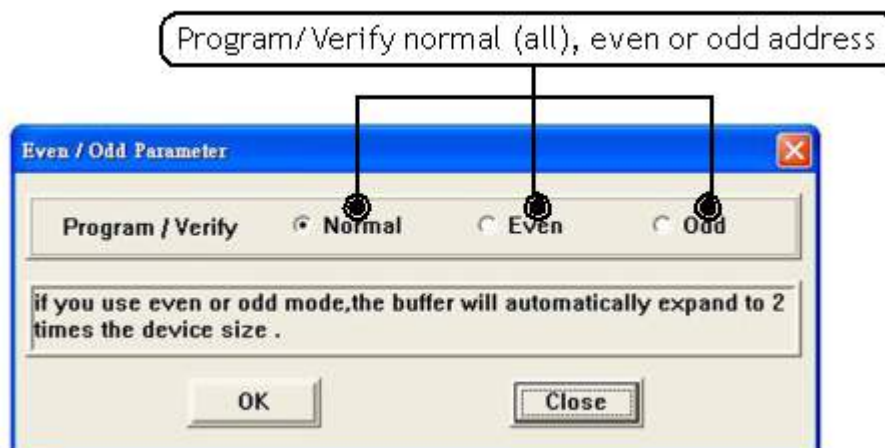 Program/Verify normal (all), even or odd address
Even / Odd Parameter
Program / Verify Normal Even Odd
if you use even or odd mode,the buffer will automatically expand to 2
times the device size .
OK Close